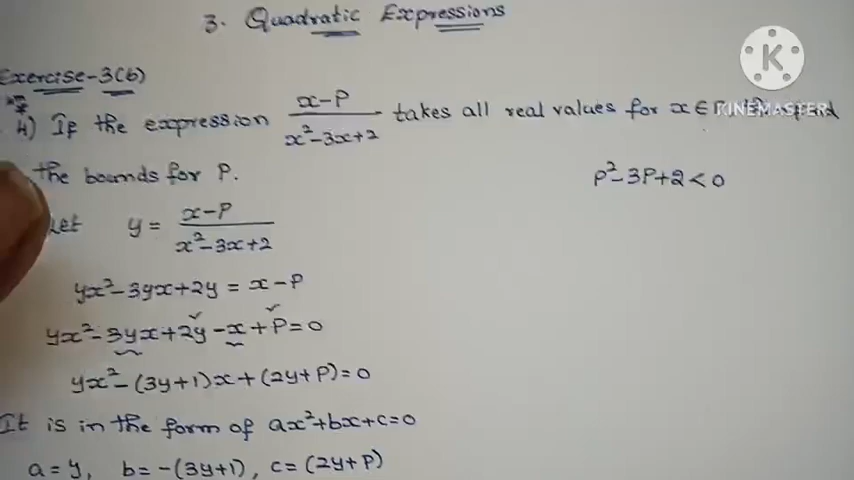 3. Quadratic Expressions
Exercise-3(b)
4) If the expression x-P / x²-3x+2 takes all real values for x ∈
KINEMASTER
the bounds for P.
P²-3P+2<0
Let y = x-P / x²-3x+2
yx²-3yx+2y = x-P
yx²-3yx+2y-x+P=0
yx²-(3y+1)x+(2y+P)=0
It is in the form of ax²+bx+c=0
a=y, b=-(3y+1), c=(2y+P)